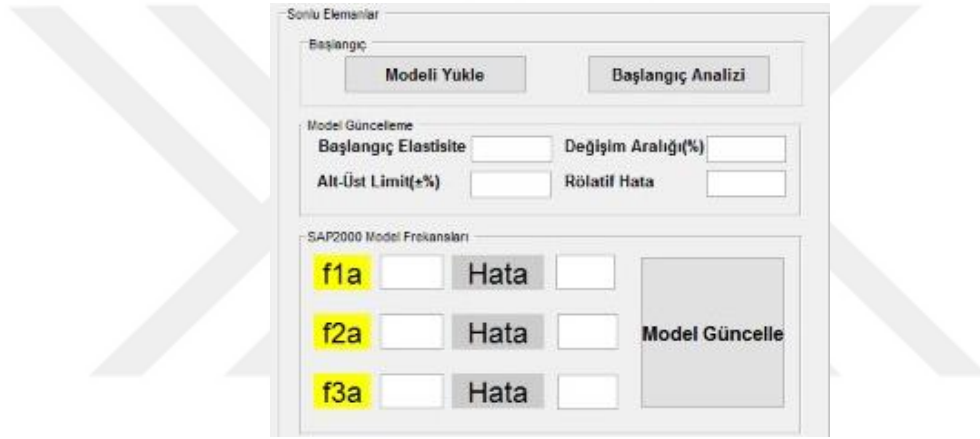 Sonlu Elemanlar
Başlangıç
Modeli Yukle Başlangıç Analizi
Model Güncelleme
Başlangıç Elastisite Değişim Aralığı(%)
Alt-Üst Limit(±%) Rölatif Hata
SAP2000 Model Frekansları
f1a Hata
f2a Hata Model Güncelle
f3a Hata